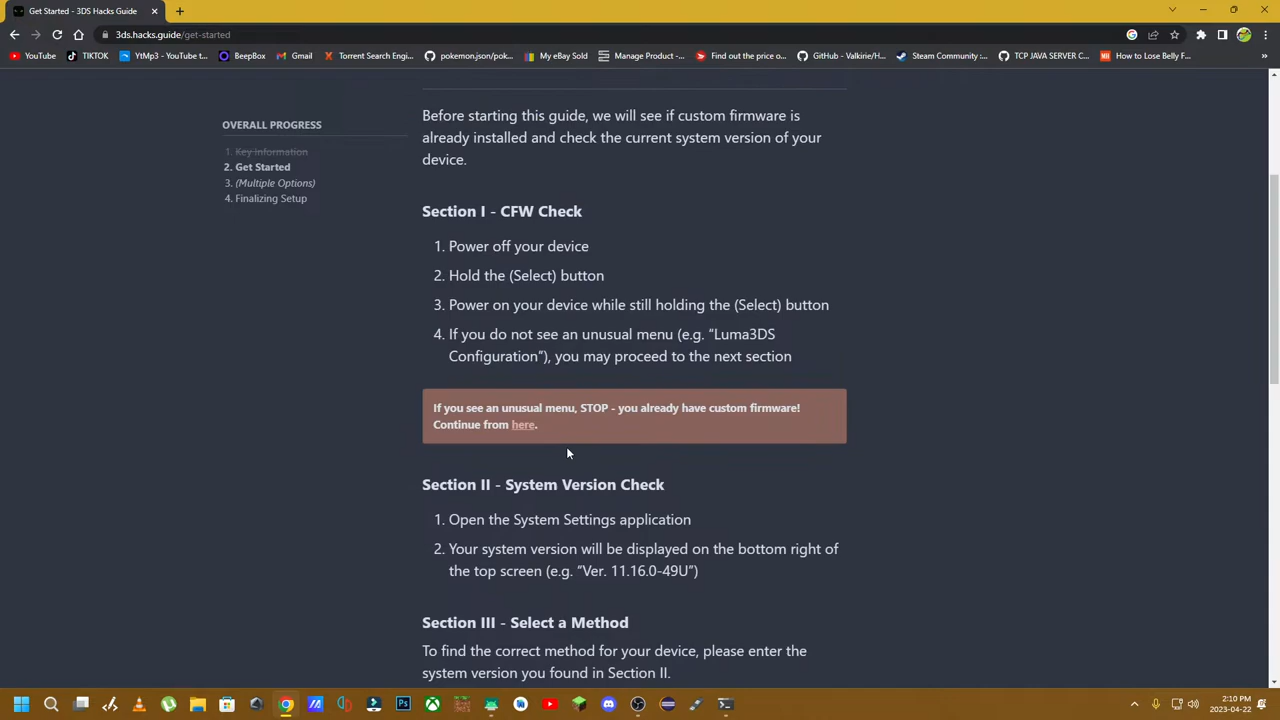 Get Started - 3DS Hacks Guide
3ds.hacks.guide/get-started
YouTube
TIKTOK
YtMp3 - YouTube t...
BeepBox
Gmail
Torrent Search Engi...
pokemon.json/pok...
My eBay Sold
Manage Product -...
Find out the price o...
GitHub - Valkirie/H...
Steam Community :...
TCP JAVA SERVER C...
How to Lose Belly F...
»
OVERALL PROGRESS
1. Key Information
2. Get Started
3. (Multiple Options)
4. Finalizing Setup
Before starting this guide, we will see if custom firmware is
already installed and check the current system version of your
device.
Section I - CFW Check
1. Power off your device
2. Hold the (Select) button
3. Power on your device while still holding the (Select) button
4. If you do not see an unusual menu (e.g. “Luma3DS
Configuration”), you may proceed to the next section
If you see an unusual menu, STOP - you already have custom firmware!
Continue from here.
Section II - System Version Check
1. Open the System Settings application
2. Your system version will be displayed on the bottom right of
the top screen (e.g. “Ver. 11.16.0-49U”)
Section III - Select a Method
To find the correct method for your device, please enter the
system version you found in Section II.
2:10 PM
2023-04-22